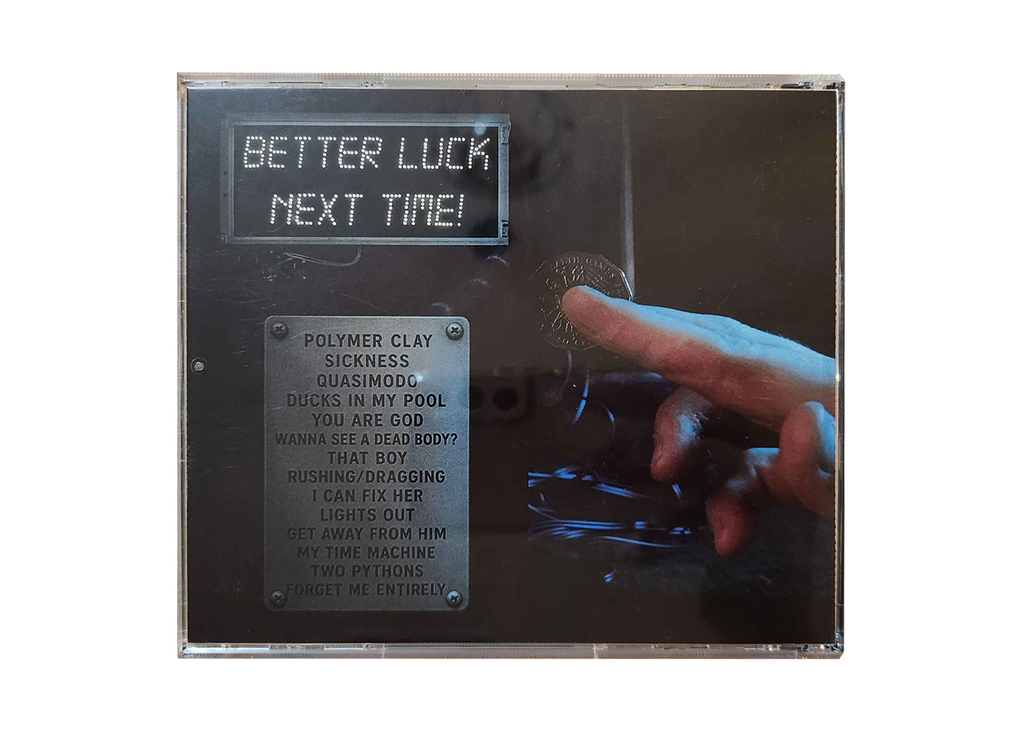 BETTER LUCK
NEXT TIME!
POLYMER CLAY
SICKNESS
QUASIMODO
DUCKS IN MY POOL
YOU ARE GOD
WANNA SEE A DEAD BODY?
THAT BOY
RUSHING/DRAGGING
I CAN FIX HER
LIGHTS OUT
GET AWAY FROM HIM
MY TIME MACHINE
TWO PYTHONS
FORGET ME ENTIRELY